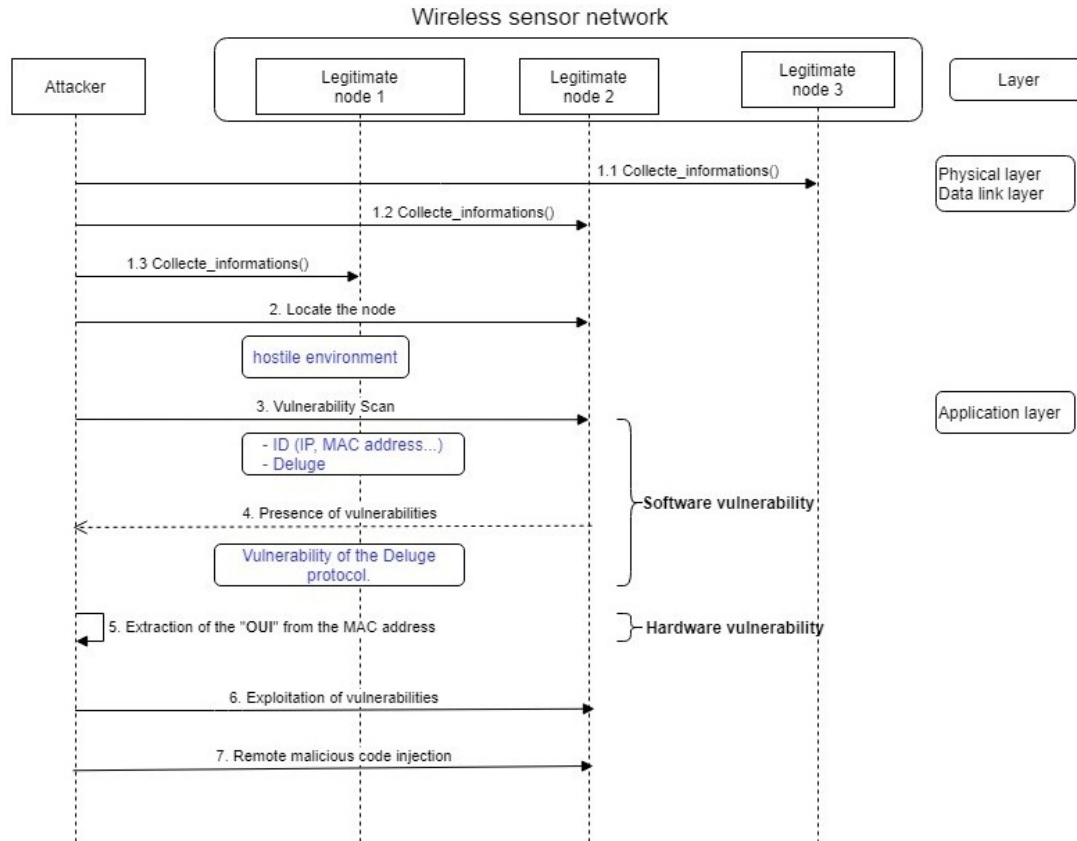 Wireless sensor network
Attacker
Legitimate
node 1
Legitimate
node 2
Legitimate
node 3
Layer
1.1 Collecte_informations()
Physical layer
Data link layer
1.2 Collecte_informations()
1.3 Collecte_informations()
2. Locate the node
hostile environment
3. Vulnerability Scan
Application layer
- ID (IP, MAC address...)
- Deluge
Software vulnerability
4. Presence of vulnerabilities
Vulnerability of the Deluge
protocol.
5. Extraction of the "OUI" from the MAC address
Hardware vulnerability
6. Exploitation of vulnerabilities
7. Remote malicious code injection